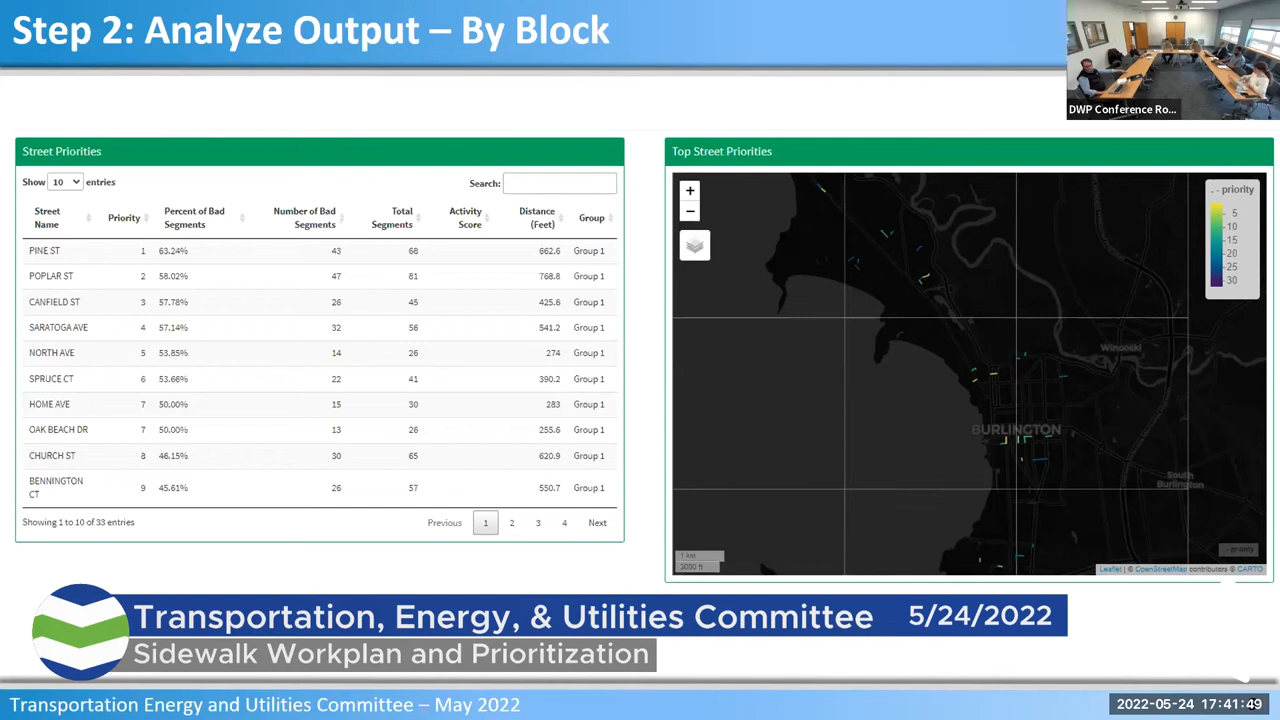 Step 2: Analyze Output – By Block
DWP Conference Ro...
Street Priorities
Show 10 entries
Search:
Street Name Priority Percent of Bad Segments Number of Bad Segments Total Segments Activity Score Distance (Feet) Group
PINE ST 1 63.24% 43 68 662.6 Group 1
POPLAR ST 2 58.02% 47 81 768.8 Group 1
CANFIELD ST 3 57.78% 26 45 425.6 Group 1
SARATOGA AVE 4 57.14% 32 56 541.2 Group 1
NORTH AVE 5 53.85% 14 26 274 Group 1
SPRUCE CT 6 53.66% 22 41 390.2 Group 1
HOME AVE 7 50.00% 15 30 283 Group 1
OAK BEACH DR 7 50.00% 13 26 255.6 Group 1
CHURCH ST 8 46.15% 30 65 620.9 Group 1
BENNINGTON CT 9 45.61% 26 57 550.7 Group 1
Showing 1 to 10 of 33 entries
Previous 1 2 3 4 Next
Top Street Priorities
+
−
priority
5
10
15
20
25
30
Winooski
BURLINGTON
South Burlington
1 km
3000 ft
priority
Leaflet | © OpenStreetMap contributors © CARTO
Transportation, Energy, & Utilities Committee 5/24/2022
Sidewalk Workplan and Prioritization
Transportation Energy and Utilities Committee – May 2022
2022-05-24 17:41:49